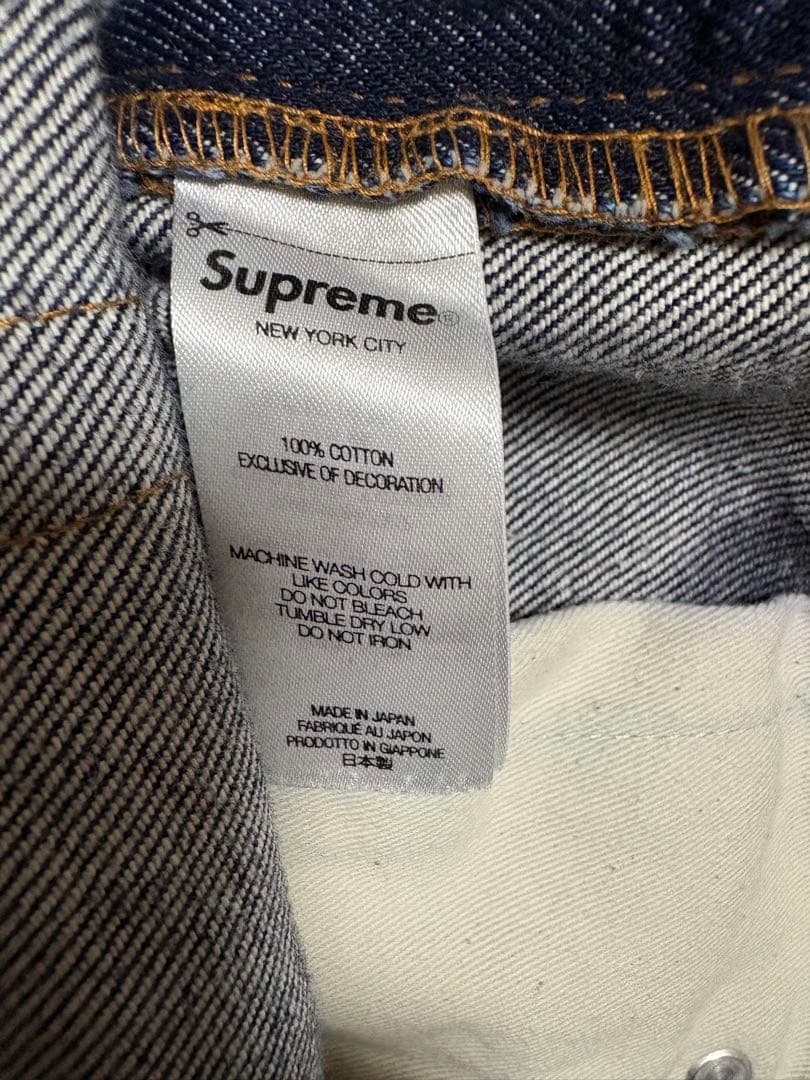 Supreme®
NEW YORK CITY
100% COTTON
EXCLUSIVE OF DECORATION
MACHINE WASH COLD WITH
LIKE COLORS
DO NOT BLEACH
TUMBLE DRY LOW
DO NOT IRON
MADE IN JAPAN
FABRIQUÉ AU JAPON
PRODOTTO IN GIAPPONE
日本製